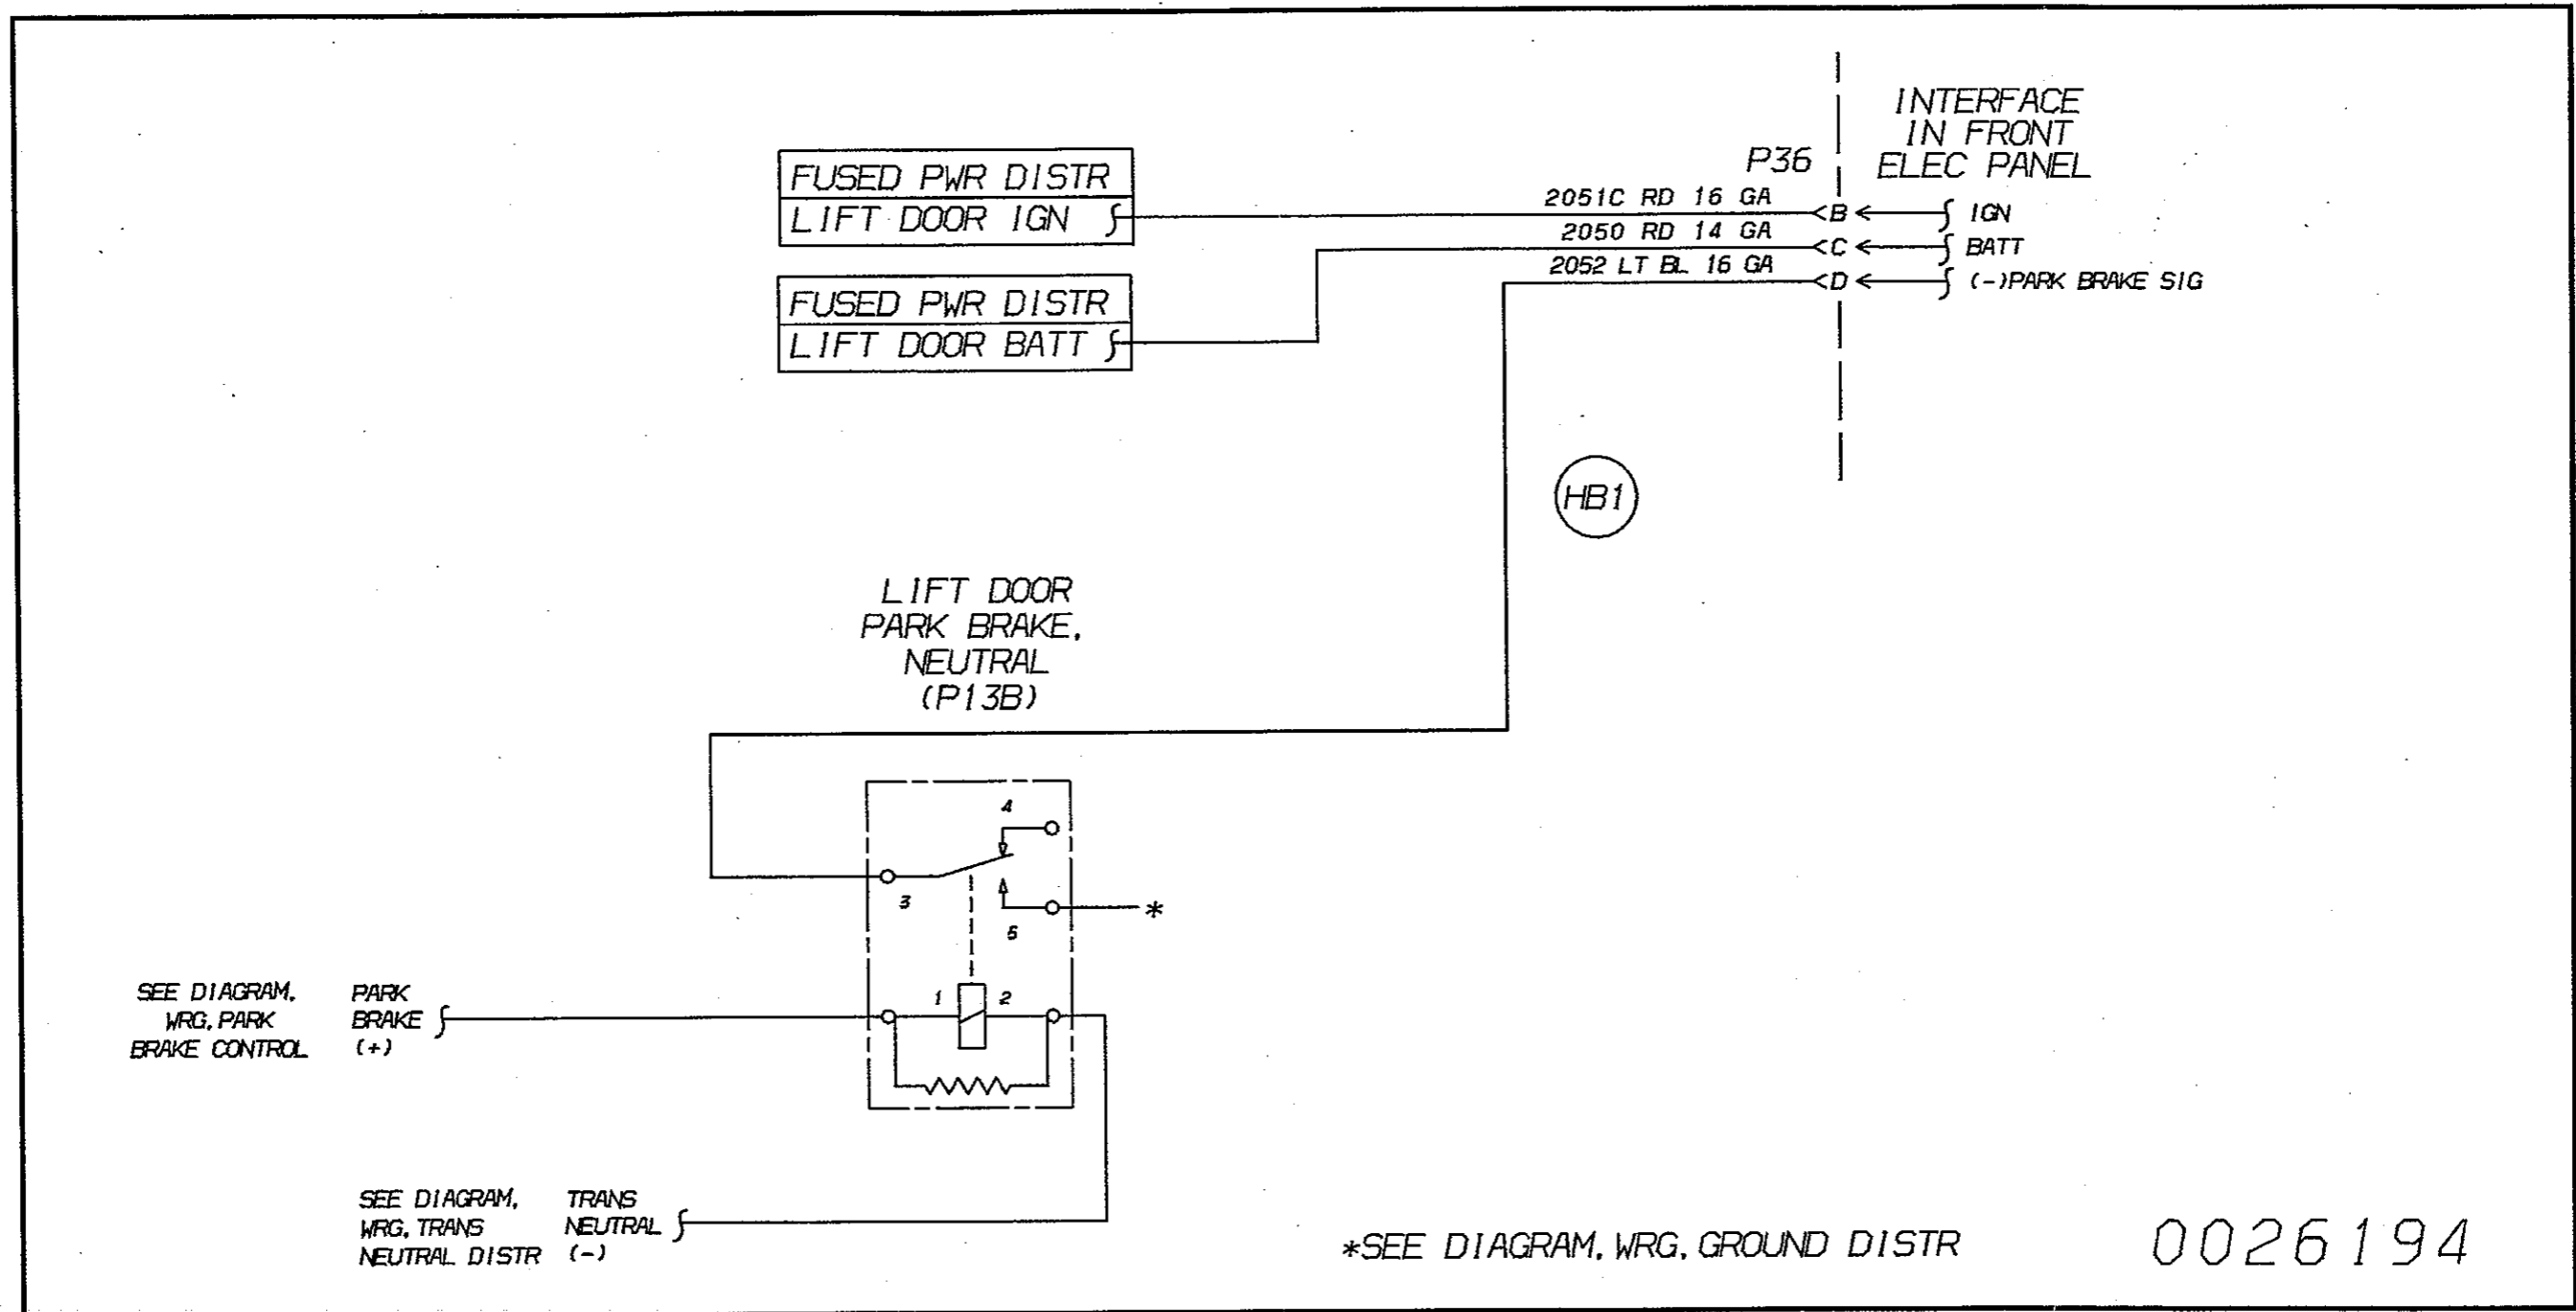 INTERFACE
IN FRONT
ELEC PANEL
P36
FUSED PWR DISTR
LIFT DOOR IGN
2051C RD 16 GA
B
IGN
2050 RD 14 GA
C
BATT
2052 LT BL 16 GA
D
(-)PARK BRAKE SIG
FUSED PWR DISTR
LIFT DOOR BATT
HB1
LIFT DOOR
PARK BRAKE,
NEUTRAL
(P13B)
4
3
5
*
1
2
SEE DIAGRAM,
WRG, PARK
BRAKE CONTROL
PARK
BRAKE
(+)
SEE DIAGRAM,
WRG, TRANS
NEUTRAL DISTR
TRANS
NEUTRAL
(-)
*SEE DIAGRAM, WRG, GROUND DISTR
0026194